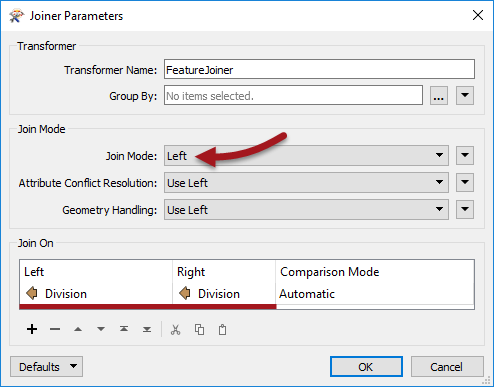 Joiner Parameters
Transformer
Transformer Name: FeatureJoiner
Group By: No items selected. ...
Join Mode
Join Mode: Left
Attribute Conflict Resolution: Use Left
Geometry Handling: Use Left
Join On
Left Right Comparison Mode
Division Division Automatic
Defaults OK Cancel